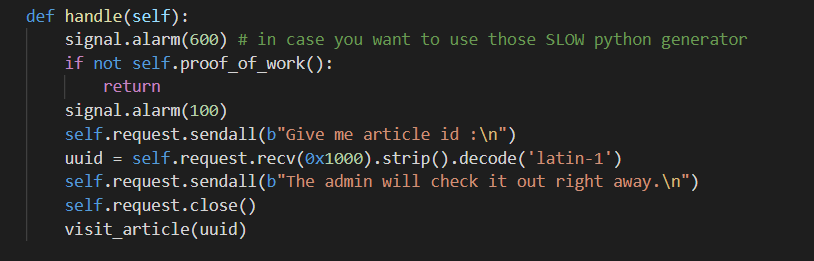 def handle(self):
    signal.alarm(600) # in case you want to use those SLOW python generator
    if not self.proof_of_work():
        return
    signal.alarm(100)
    self.request.sendall(b"Give me article id :\n")
    uuid = self.request.recv(0x1000).strip().decode('latin-1')
    self.request.sendall(b"The admin will check it out right away.\n")
    self.request.close()
    visit_article(uuid)